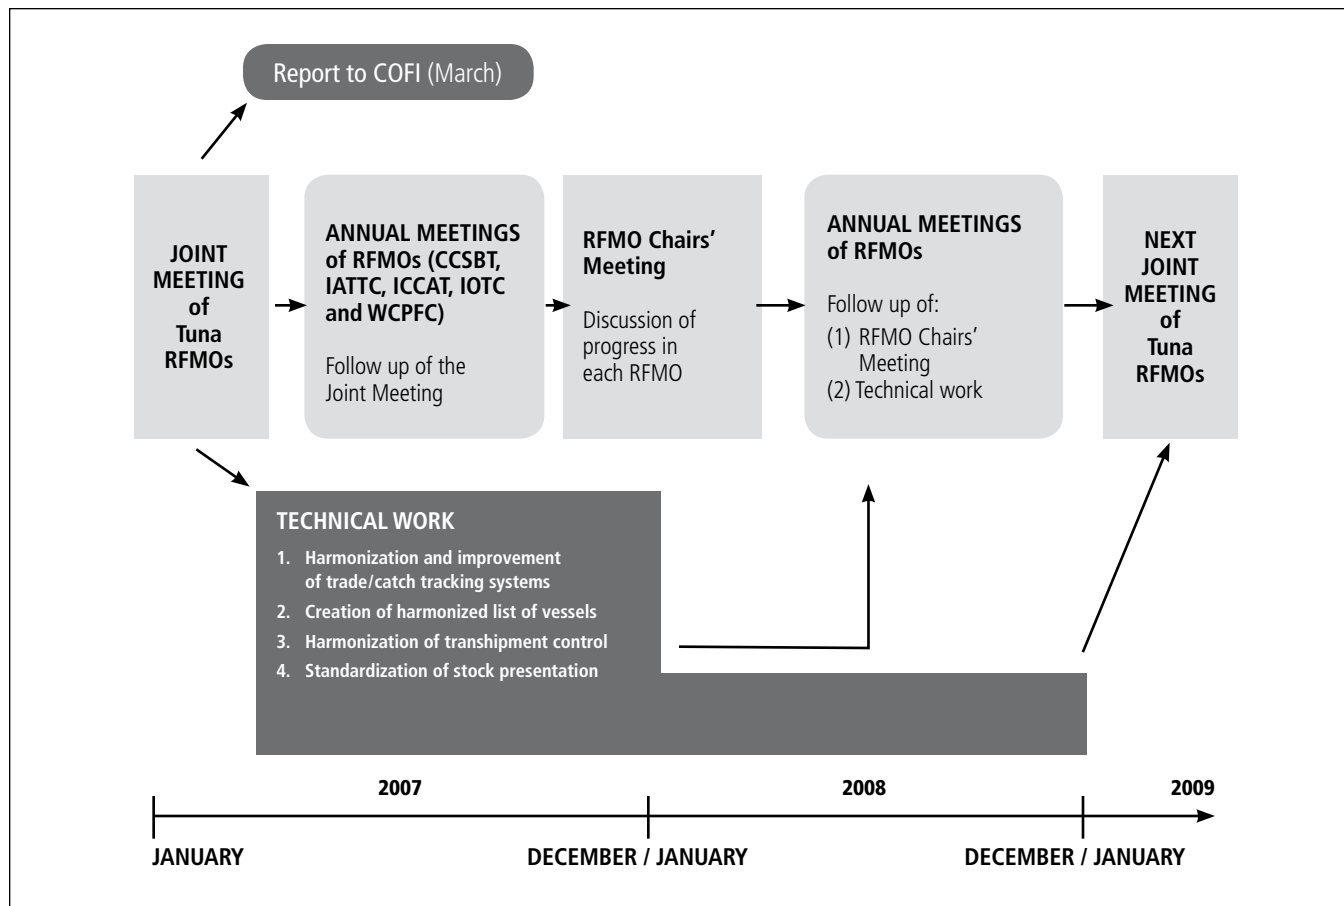 Report to COFI (March)
JOINT
MEETING
of
Tuna
RFMOs
ANNUAL MEETINGS
of RFMOs (CCSBT,
IATTC, ICCAT, IOTC
and WCPFC)
Follow up of the
Joint Meeting
RFMO Chairs'
Meeting
Discussion of
progress in
each RFMO
ANNUAL MEETINGS
of RFMOs
Follow up of:
(1) RFMO Chairs'
Meeting
(2) Technical work
NEXT
JOINT
MEETING
of
Tuna
RFMOs
TECHNICAL WORK
1. Harmonization and improvement
of trade/catch tracking systems
2. Creation of harmonized list of vessels
3. Harmonization of transhipment control
4. Standardization of stock presentation
2007
2008
2009
JANUARY
DECEMBER / JANUARY
DECEMBER / JANUARY